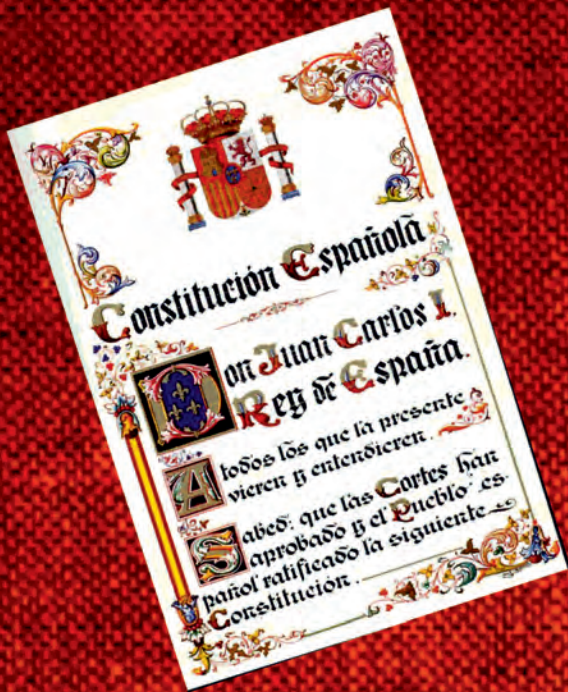 Constitución Española
Don Juan Carlos I.
Rey de España.
A todos los que la presente
vieren y entendieren.
Sabed: que las Cortes han
aprobado y el Pueblo es-
pañol ratificado la siguiente
Constitución.